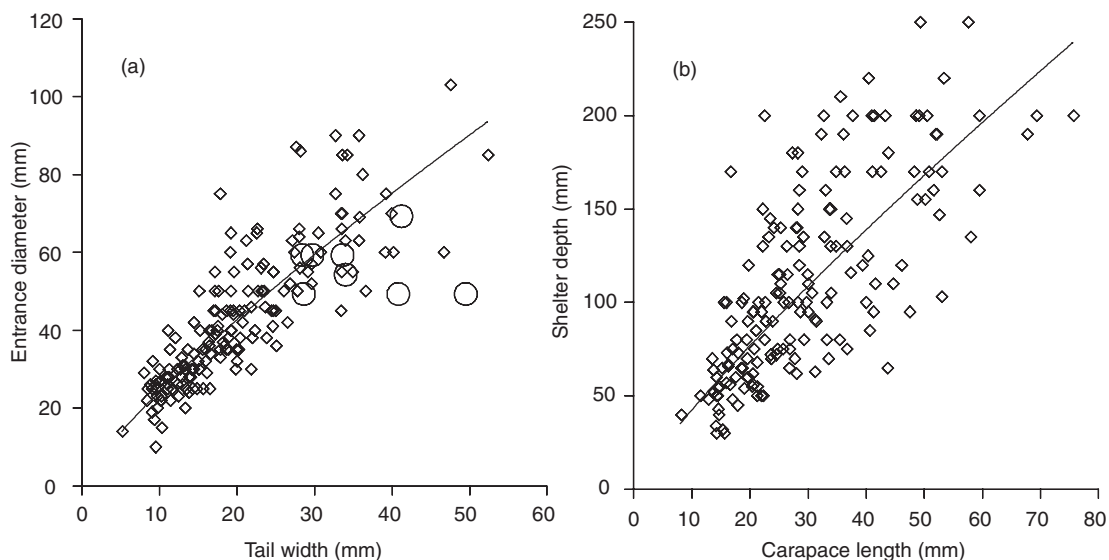 (a)
Entrance diameter (mm)
120
100
80
60
40
20
0
0 10 20 30 40 50 60
Tail width (mm)
(b)
Shelter depth (mm)
250
200
150
100
50
0
0 10 20 30 40 50 60 70 80
Carapace length (mm)